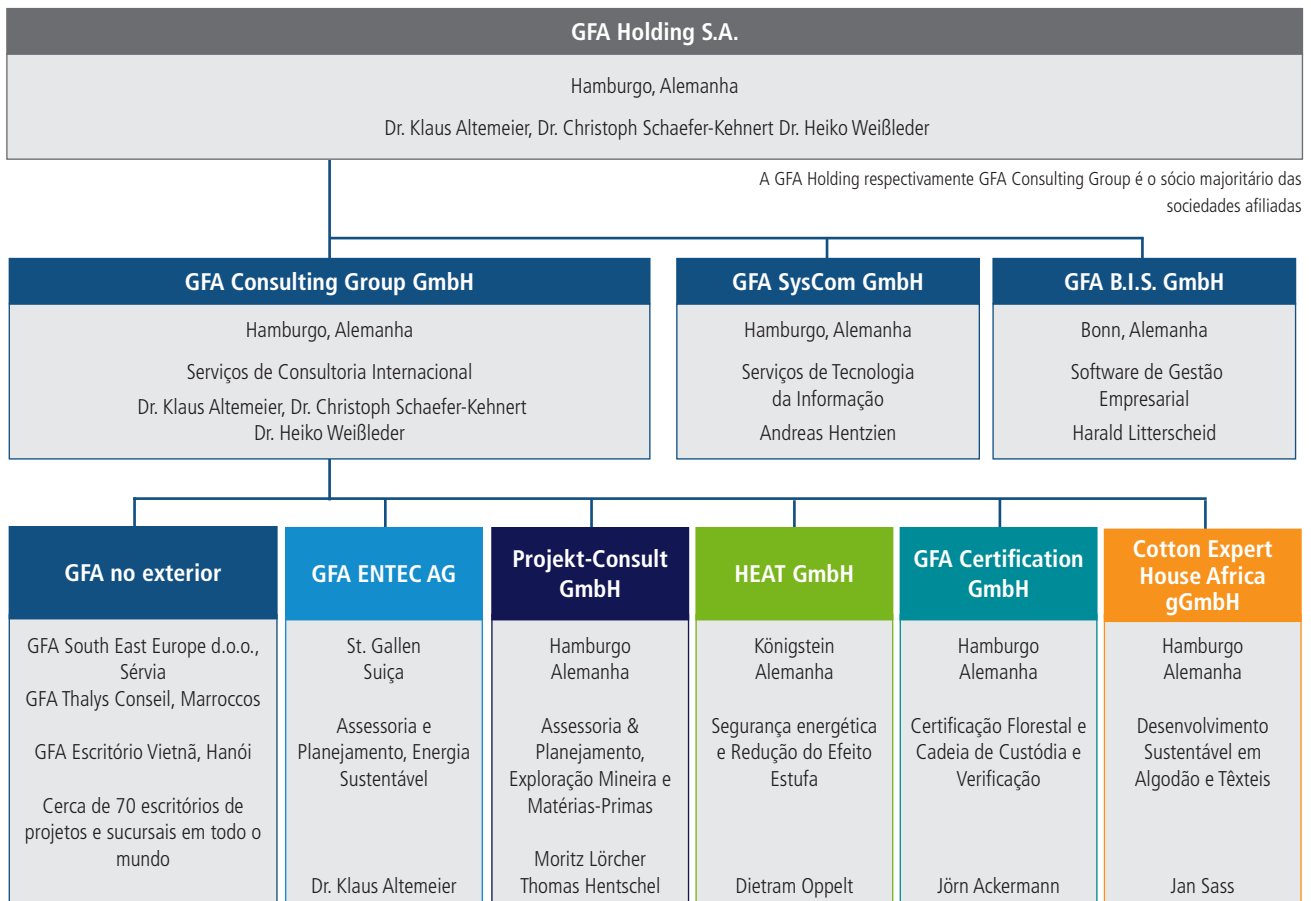 GFA Holding S.A.
Hamburgo, Alemanha
Dr. Klaus Altemeier, Dr. Christoph Schaefer-Kehnert Dr. Heiko Weißleder
A GFA Holding respectivamente GFA Consulting Group é o sócio majoritário das
sociedades afiliadas
GFA Consulting Group GmbH
Hamburgo, Alemanha
Serviços de Consultoria Internacional
Dr. Klaus Altemeier, Dr. Christoph Schaefer-Kehnert
Dr. Heiko Weißleder
GFA SysCom GmbH
Hamburgo, Alemanha
Serviços de Tecnologia
da Informação
Andreas Hentzien
GFA B.I.S. GmbH
Bonn, Alemanha
Software de Gestão
Empresarial
Harald Litterscheid
GFA no exterior
GFA South East Europe d.o.o.,
Sérvia
GFA Thalys Conseil, Marroccos
GFA Escritório Vietnã, Hanói
Cerca de 70 escritórios de
projetos e sucursais em todo o
mundo
GFA ENTEC AG
St. Gallen
Suiça
Assessoria e
Planejamento, Energia
Sustentável
Dr. Klaus Altemeier
Projekt-Consult
GmbH
Hamburgo
Alemanha
Assessoria &
Planejamento,
Exploração Mineira e
Matérias-Primas
Moritz Lörcher
Thomas Hentschel
HEAT GmbH
Königstein
Alemanha
Segurança energética
e Redução do Efeito
Estufa
Dietram Oppelt
GFA Certification
GmbH
Hamburgo
Alemanha
Certificação Florestal e
Cadeia de Custódia e
Verificação
Jörn Ackermann
Cotton Expert
House Africa
gGmbH
Hamburgo
Alemanha
Desenvolvimento
Sustentável em
Algodão e Têxteis
Jan Sass